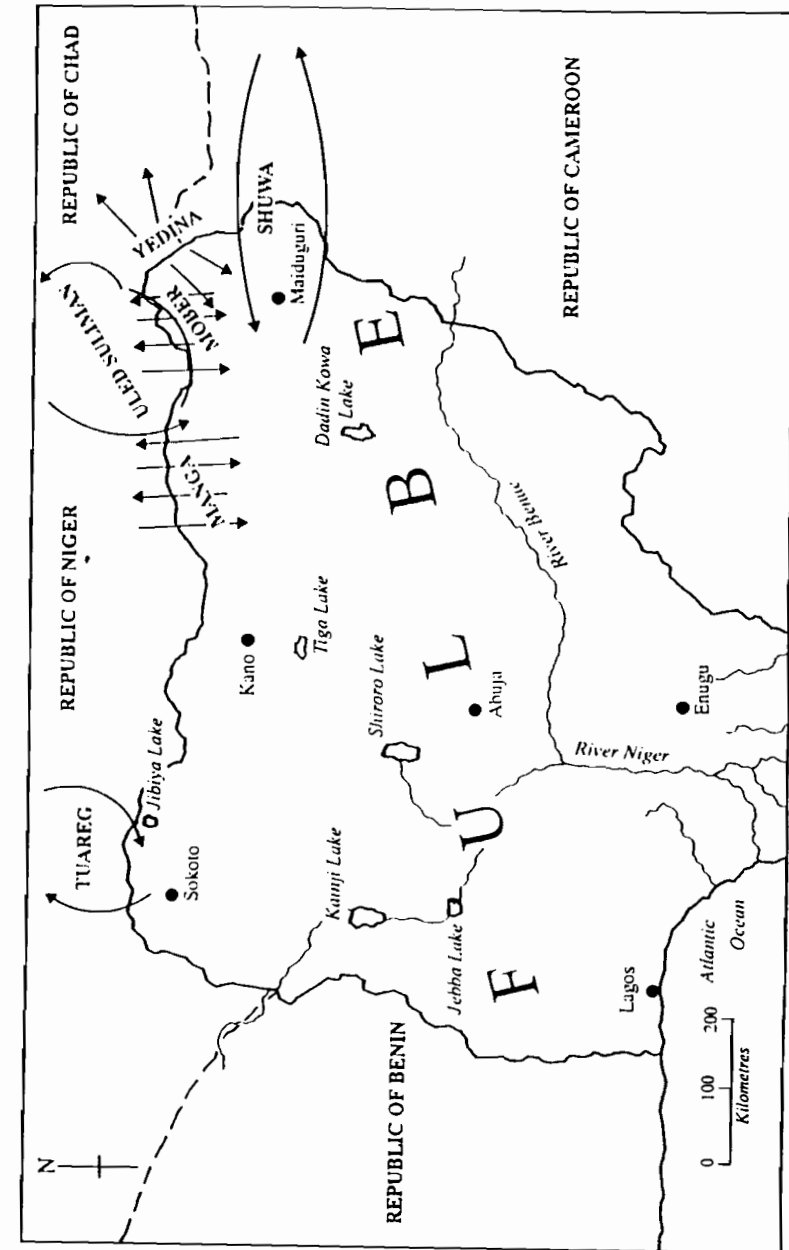 N
TUAREG
REPUBLIC OF NIGER
ULED SULIMAN
REPUBLIC OF CHAD
YEDINA
Jibiya Lake
MANGA
MOBER
Sokoto
Kano
SHUWA
Maiduguri
Kainji Lake
Tiga Lake
Dadin Kowa
Lake
Shiroro Lake
FULBE
Jebba Lake
Abuja
REPUBLIC OF BENIN
River Benue
REPUBLIC OF CAMEROON
River Niger
Lagos
Enugu
Atlantic
Ocean
0 100 200
Kilometres